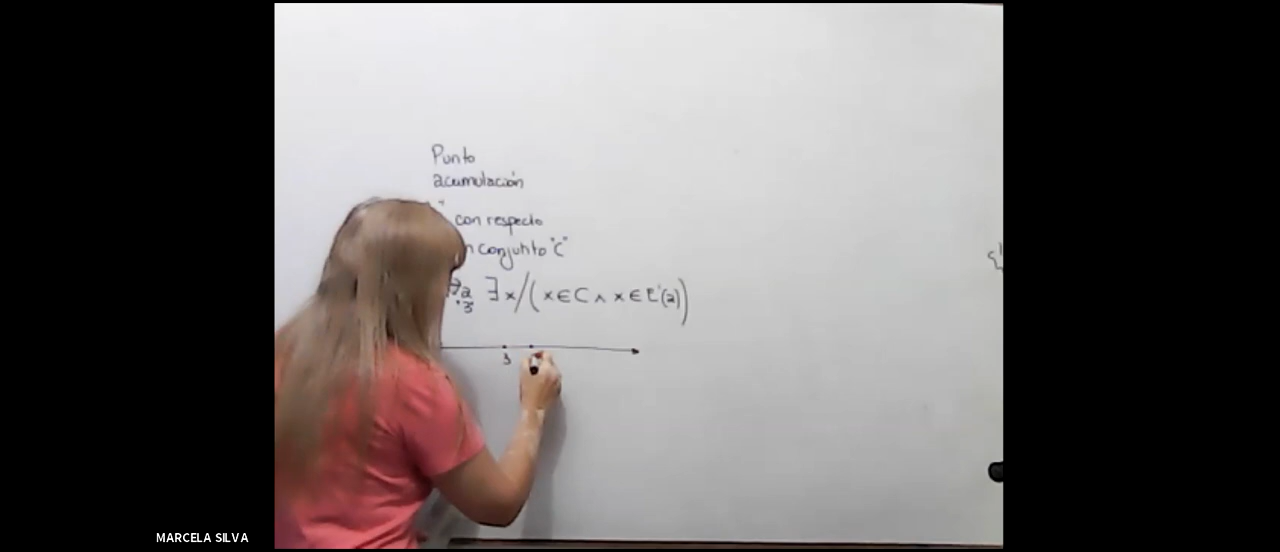 Punto
acumulación
con respecto
conjunto "C"
∃x/(x∈C ∧ x∈E'(a))
3
MARCELA SILVA